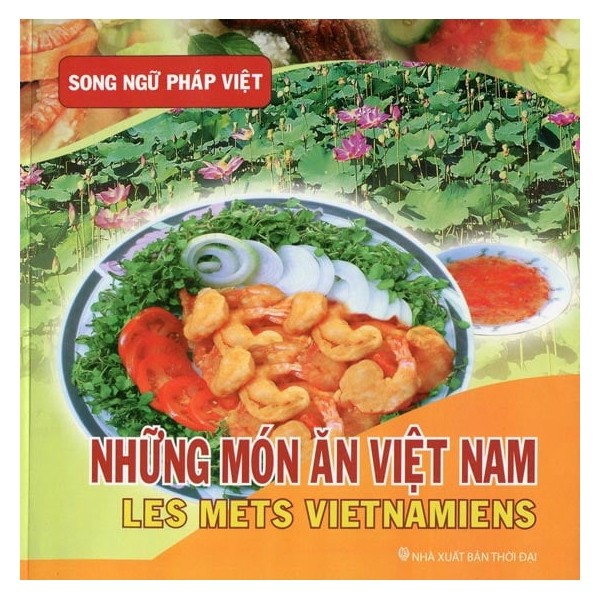 SONG NGỮ PHÁP VIỆT
NHỮNG MÓN ĂN VIỆT NAM
LES METS VIETNAMIENS
NHÀ XUẤT BẢN THỜI ĐẠI